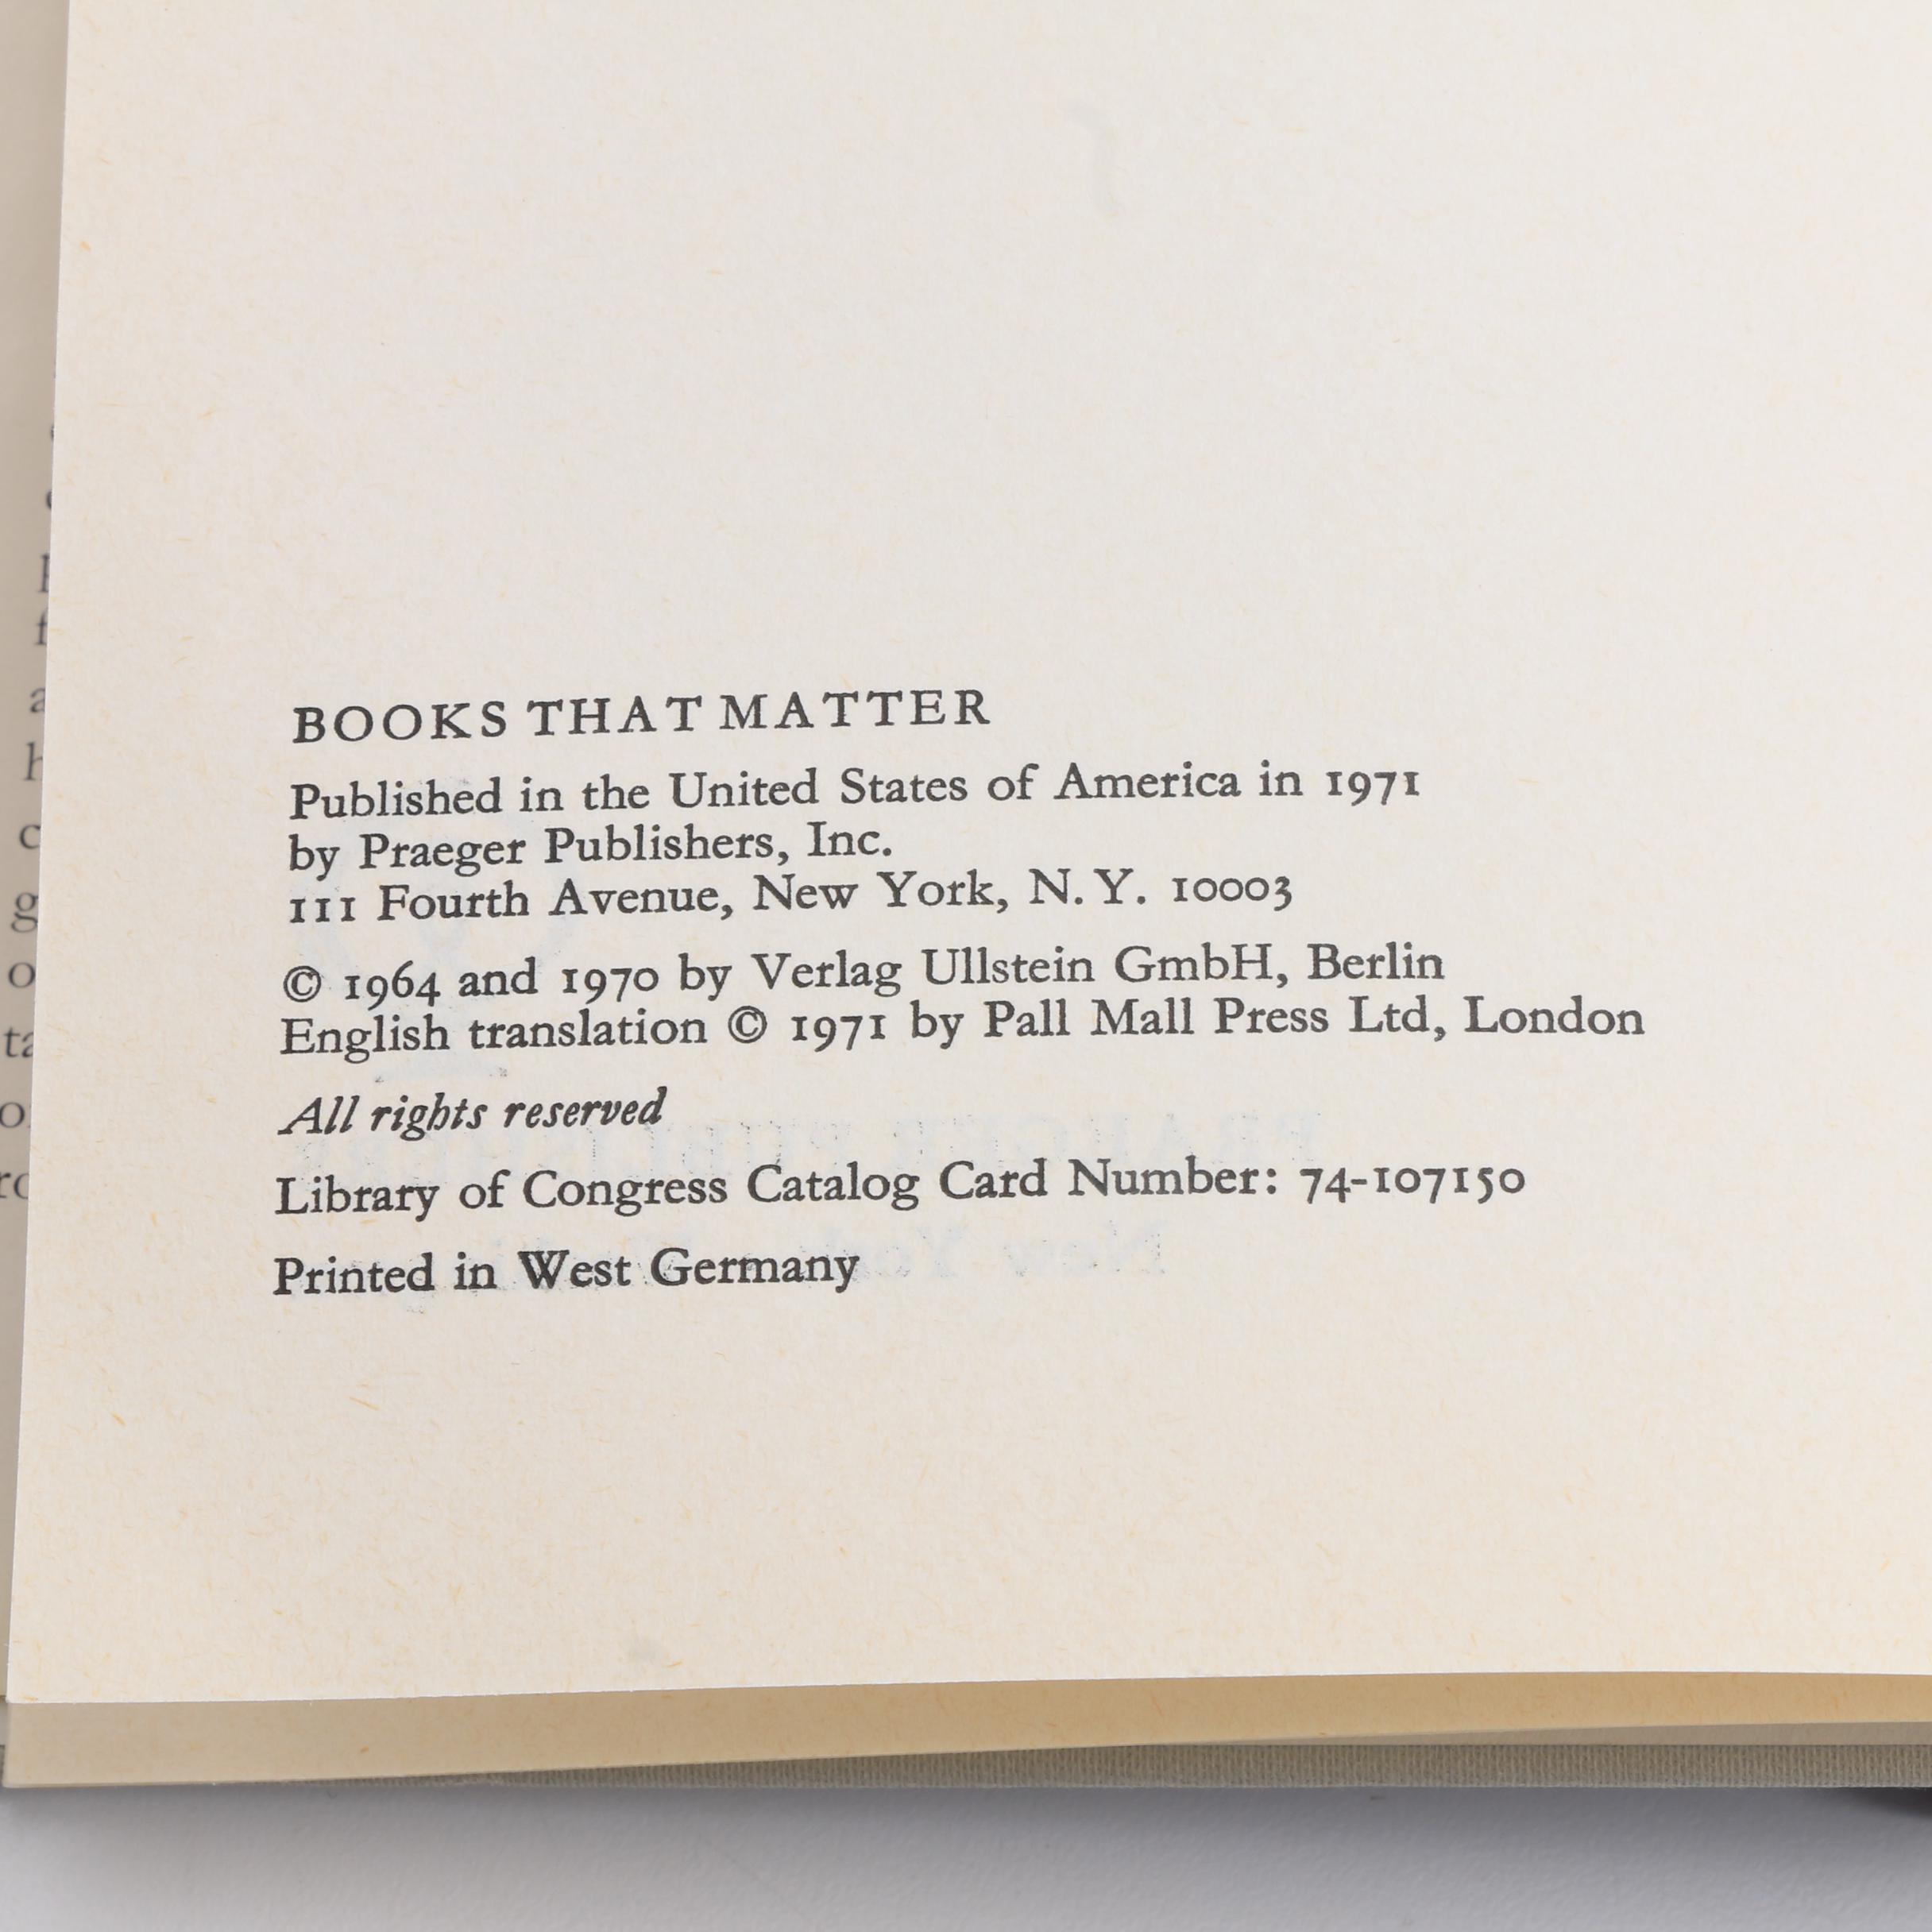 BOOKS THAT MATTER
Published in the United States of America in 1971
by Praeger Publishers, Inc.
111 Fourth Avenue, New York, N.Y. 10003
© 1964 and 1970 by Verlag Ullstein GmbH, Berlin
English translation © 1971 by Pall Mall Press Ltd, London
All rights reserved
Library of Congress Catalog Card Number: 74-107150
Printed in West Germany